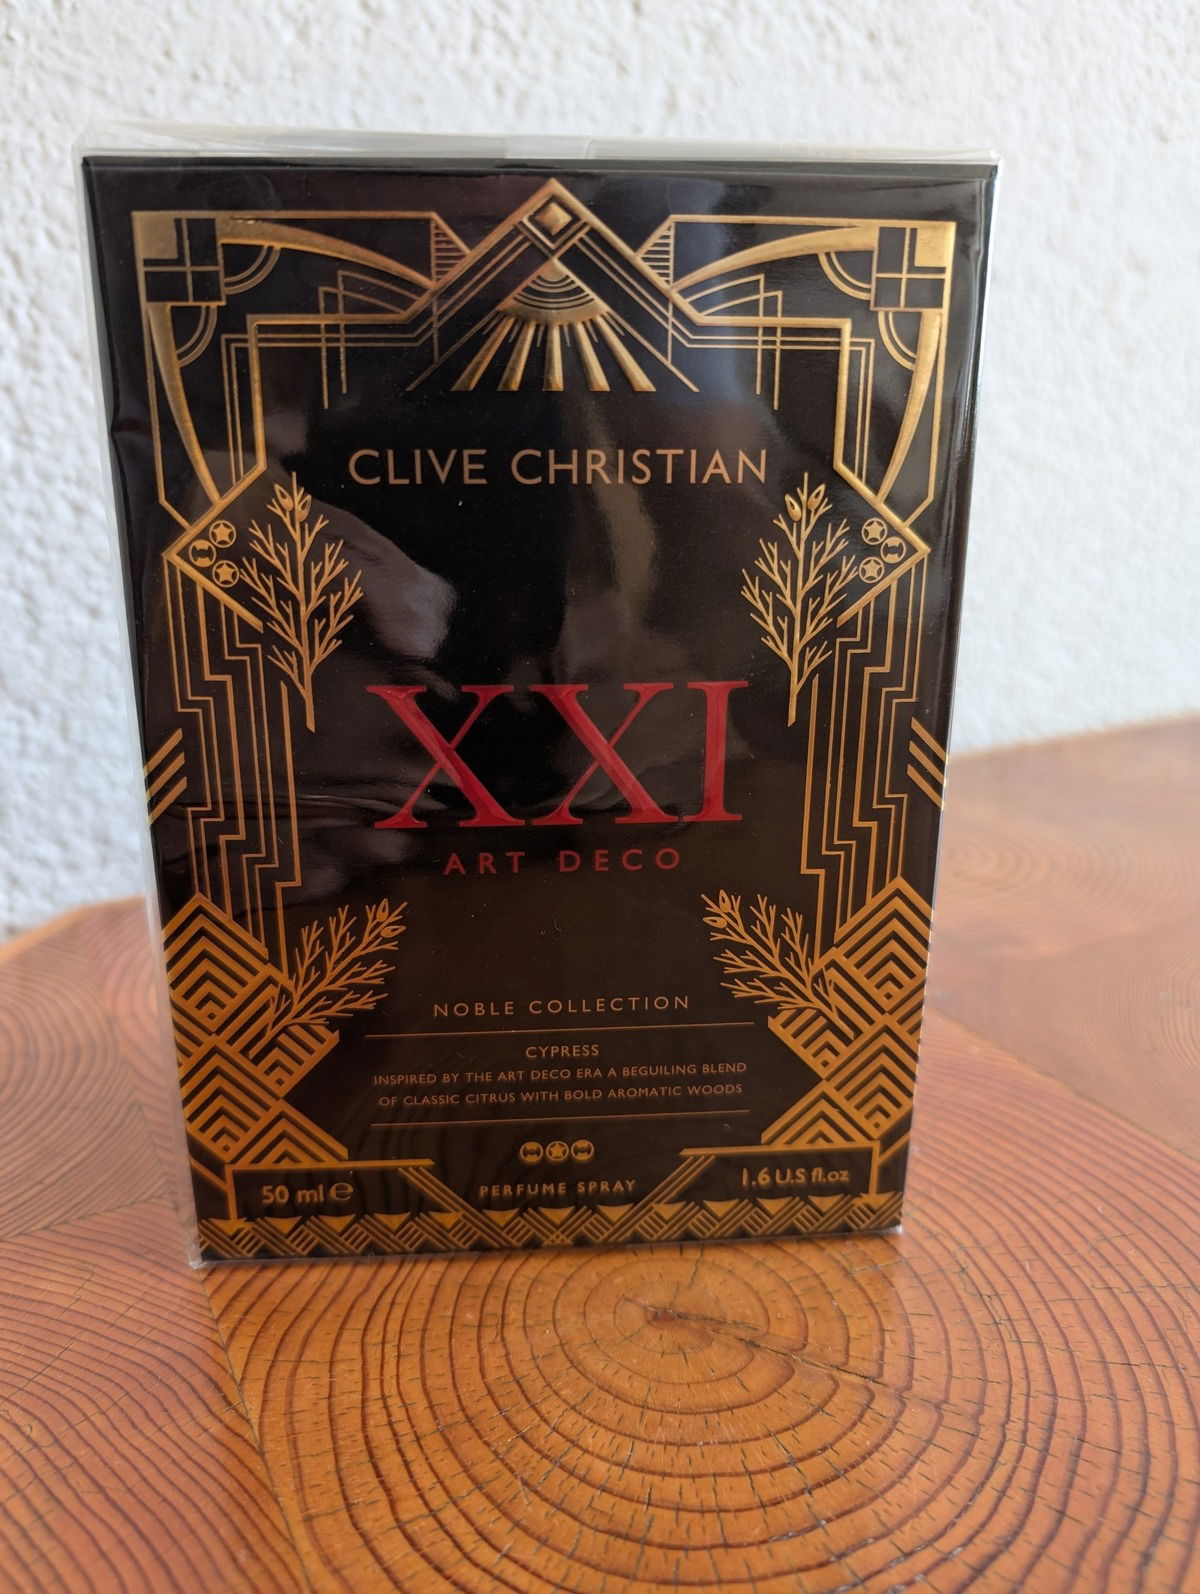 CLIVE CHRISTIAN
XXI
ART DECO
NOBLE COLLECTION
CYPRESS
INSPIRED BY THE ART DECO ERA A BEGUILING BLEND
OF CLASSIC CITRUS WITH BOLD AROMATIC WOODS
50 ml ℮
PERFUME SPRAY
1.6 U.S fl.oz